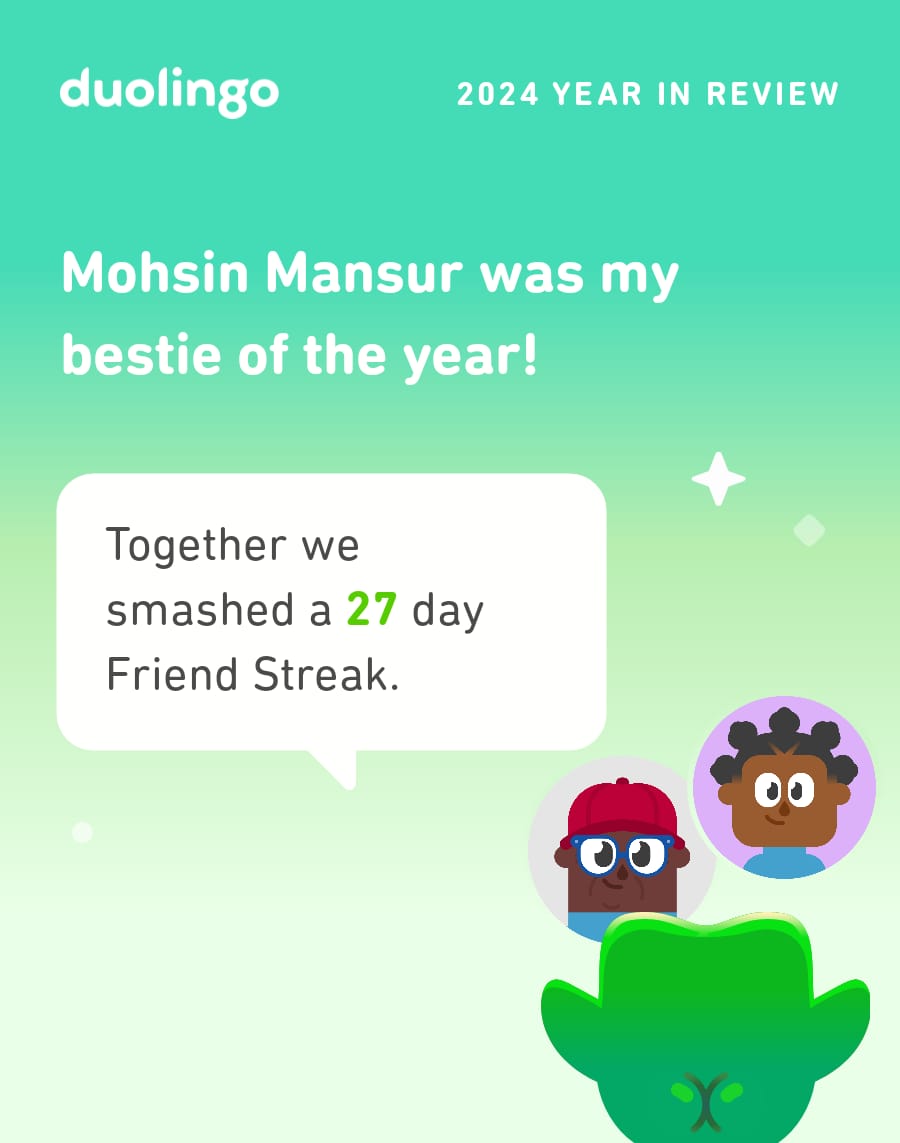 duolingo
2024 YEAR IN REVIEW
Mohsin Mansur was my
bestie of the year!
Together we
smashed a 27 day
Friend Streak.